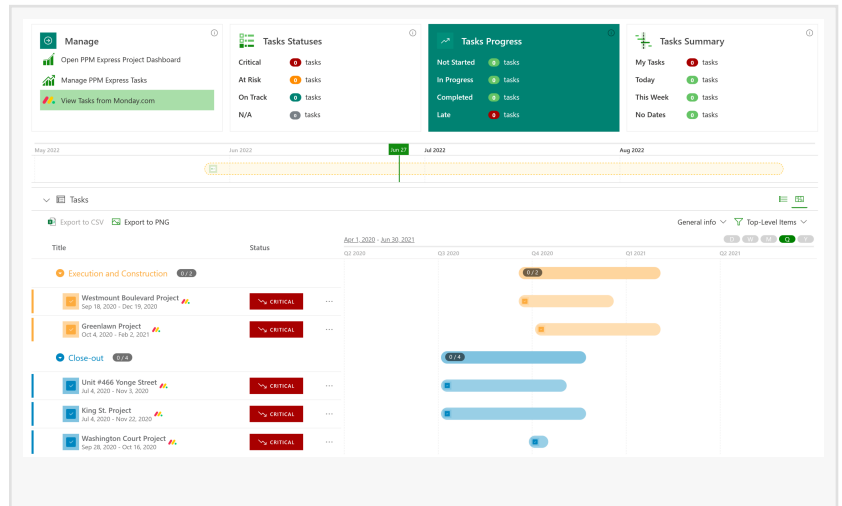 Manage
Open PPM Express Project Dashboard
Manage PPM Express Tasks
View Tasks from Monday.com
Tasks Statuses
Critical 0 tasks
At Risk 0 tasks
On Track 0 tasks
N/A 0 tasks
Tasks Progress
Not Started 0 tasks
In Progress 0 tasks
Completed 0 tasks
Late 0 tasks
Tasks Summary
My Tasks 0 tasks
Today 0 tasks
This Week 0 tasks
No Dates 0 tasks
May 2022 Jun 2022 Jun 27 Jul 2022 Aug 2022
Tasks
Export to CSV Export to PNG General info Top-Level Items
Title Status Apr 1, 2020 - Jun 30, 2021 D W M Q Y
Q2 2020 Q3 2020 Q4 2020 Q1 2021 Q2 2021
Execution and Construction 0 / 2 0 / 2
Westmount Boulevard Project CRITICAL
Sep 18, 2020 - Dec 19, 2020
Greenlawn Project CRITICAL
Oct 4, 2020 - Feb 2, 2021
Close-out 0 / 4 0 / 4
Unit #466 Yonge Street CRITICAL
Jul 4, 2020 - Nov 3, 2020
King St. Project CRITICAL
Jul 4, 2020 - Nov 22, 2020
Washington Court Project CRITICAL
Sep 28, 2020 - Oct 16, 2020